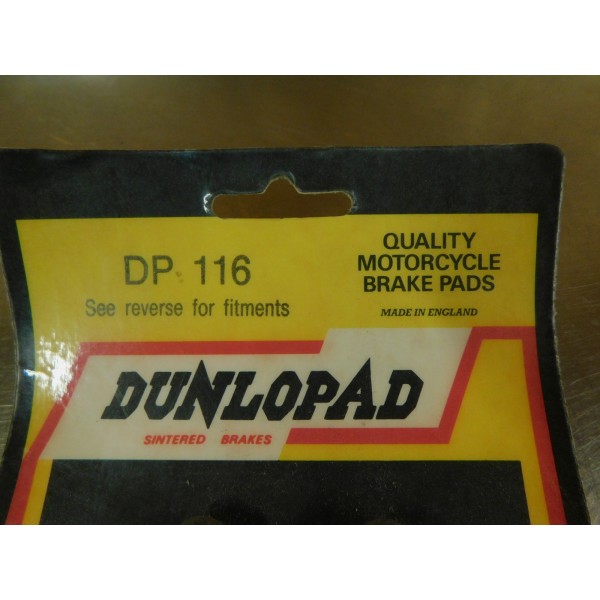 DP. 116
See reverse for fitments
QUALITY
MOTORCYCLE
BRAKE PADS
MADE IN ENGLAND
DUNLOPAD
SINTERED BRAKES